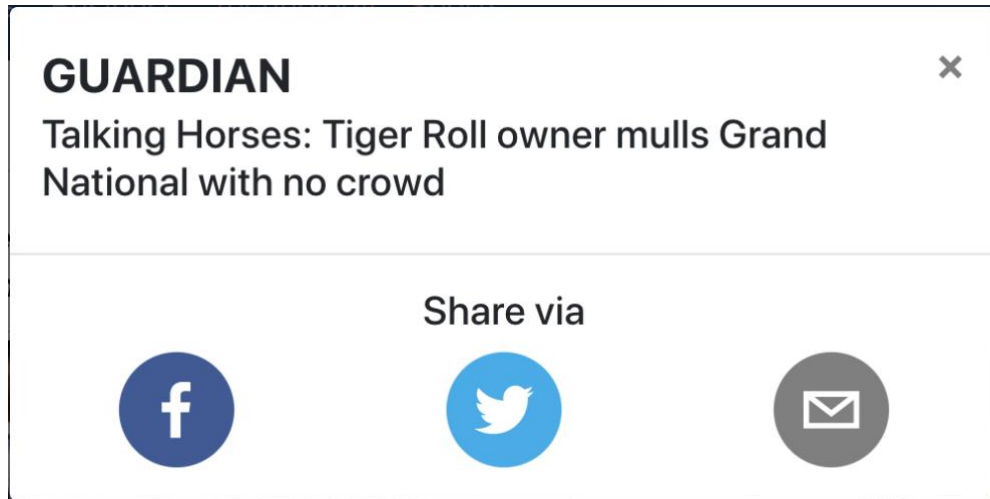 GUARDIAN
Talking Horses: Tiger Roll owner mulls Grand
National with no crowd
Share via